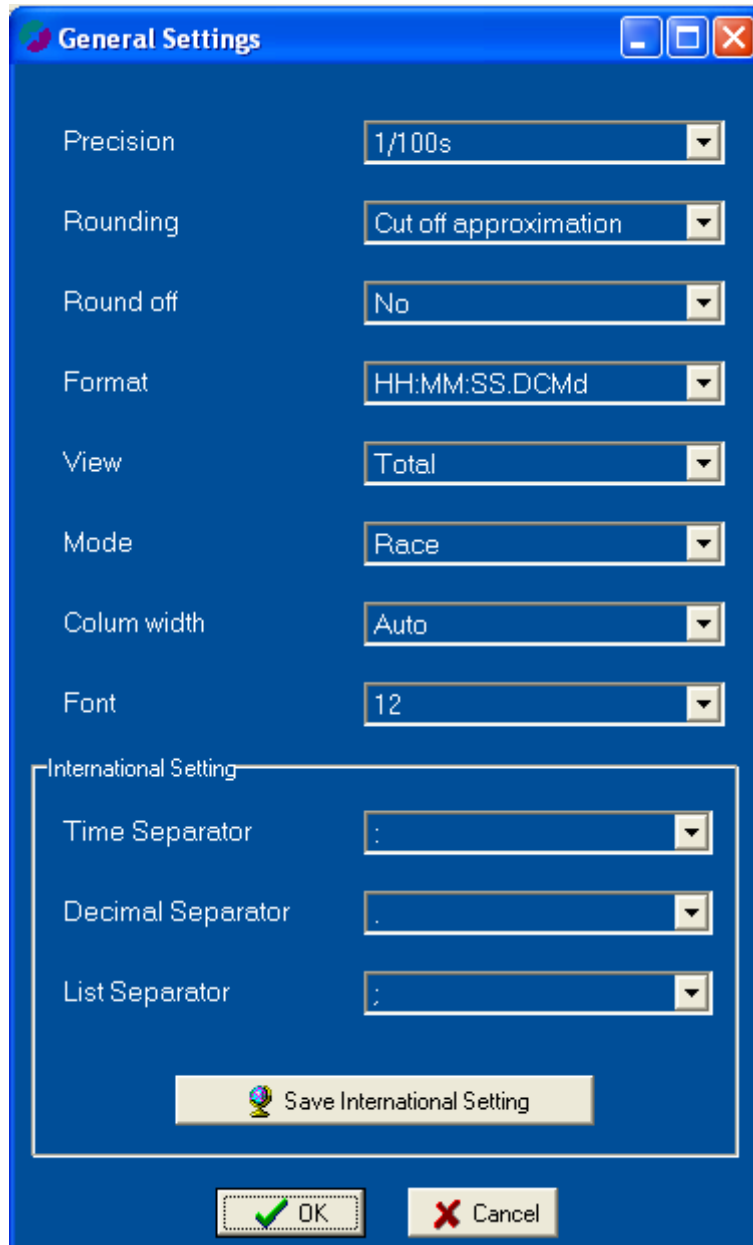 General Settings
Precision 1/100s
Rounding Cut off approximation
Round off No
Format HH:MM:SS.DCMd
View Total
Mode Race
Colum width Auto
Font 12
International Setting
Time Separator :
Decimal Separator .
List Separator ;
Save International Setting
OK Cancel